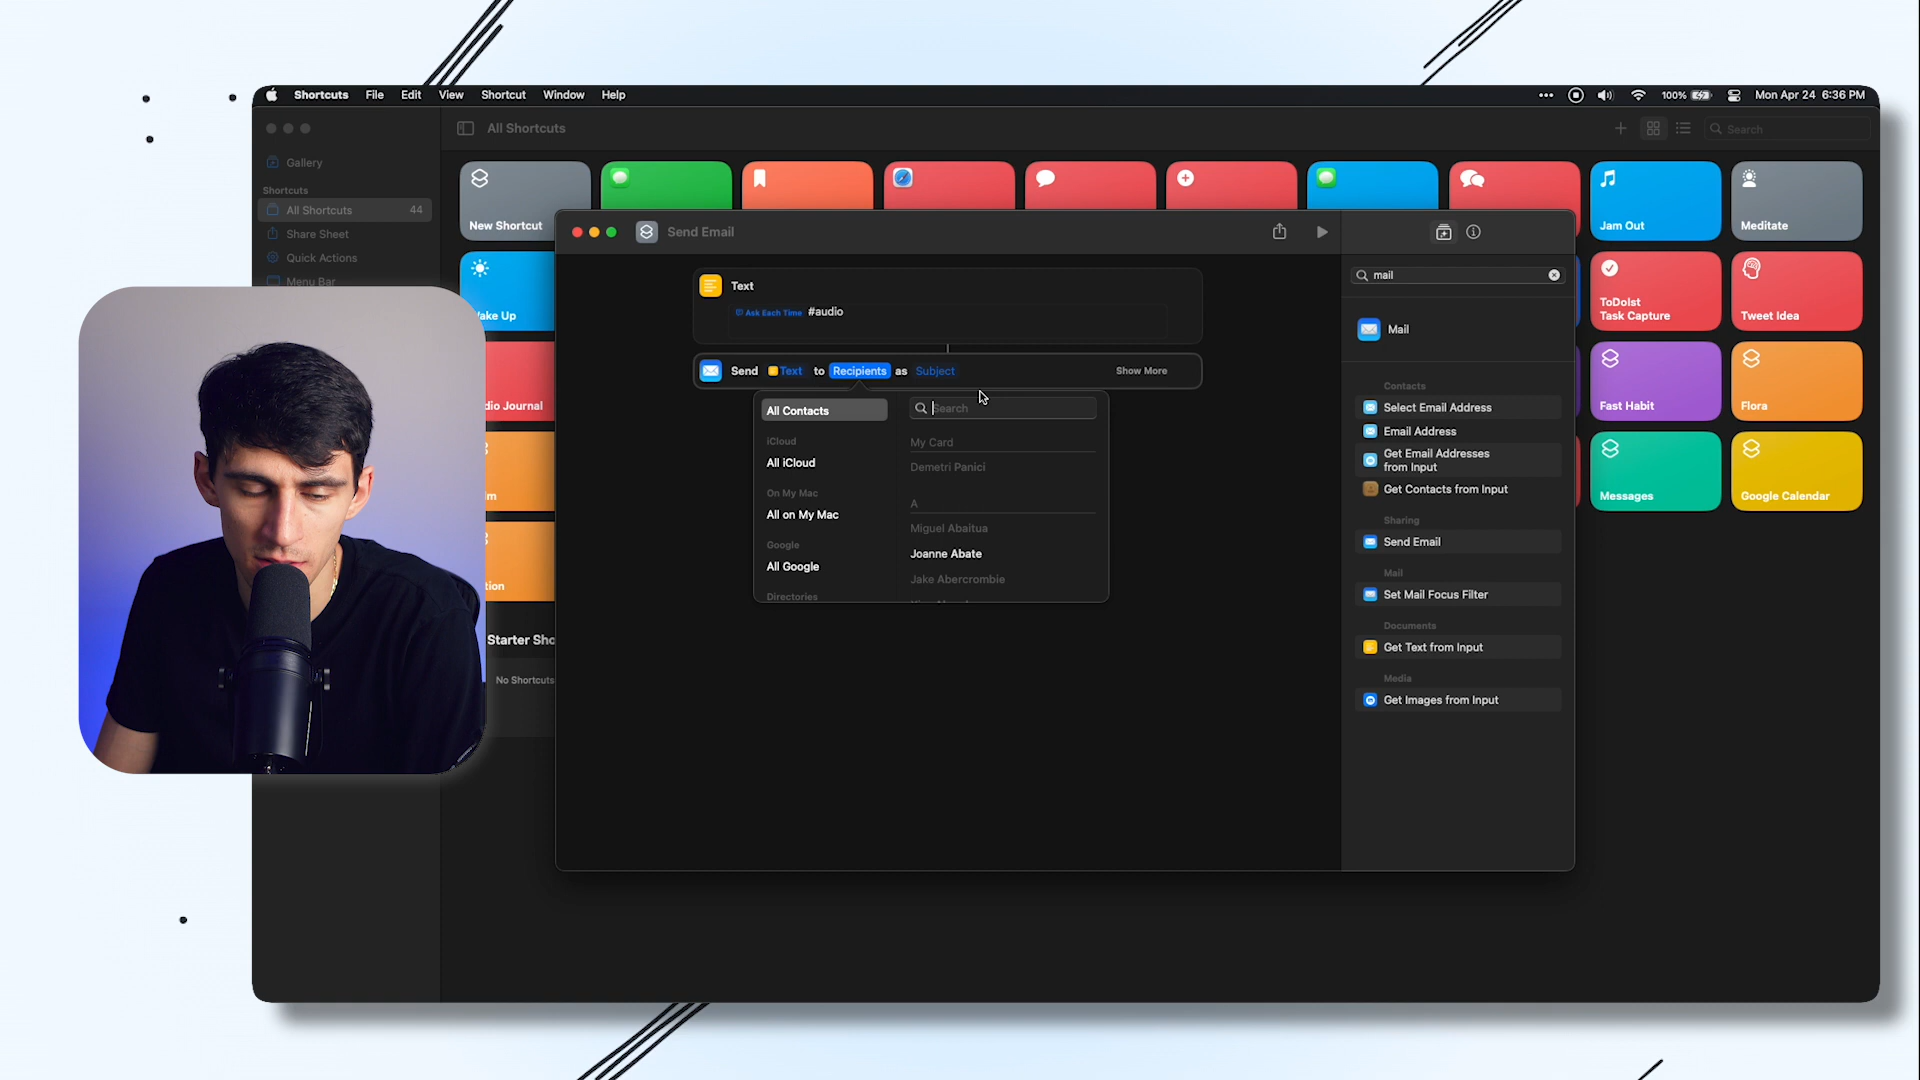 Shortcuts File Edit View Shortcut Window Help
100% Mon Apr 24 6:36 PM
All Shortcuts
Search
Gallery
Shortcuts
All Shortcuts 44
Share Sheet
Quick Actions
Menu Bar
New Shortcut
Jam Out
Meditate
ake Up
ToDoIst
Task Capture
Tweet Idea
dio Journal
Fast Habit
Flora
Messages
Google Calendar
tion
Starter Sho
No Shortcuts
Send Email
Text
Ask Each Time #audio
Send Text to Recipients as Subject Show More
All Contacts
iCloud
All iCloud
On My Mac
All on My Mac
Google
All Google
Directories
Search
My Card
Demetri Panici
A
Miguel Abaitua
Joanne Abate
Jake Abercrombie
mail
Mail
Contacts
Select Email Address
Email Address
Get Email Addresses
from Input
Get Contacts from Input
Sharing
Send Email
Mail
Set Mail Focus Filter
Documents
Get Text from Input
Media
Get Images from Input